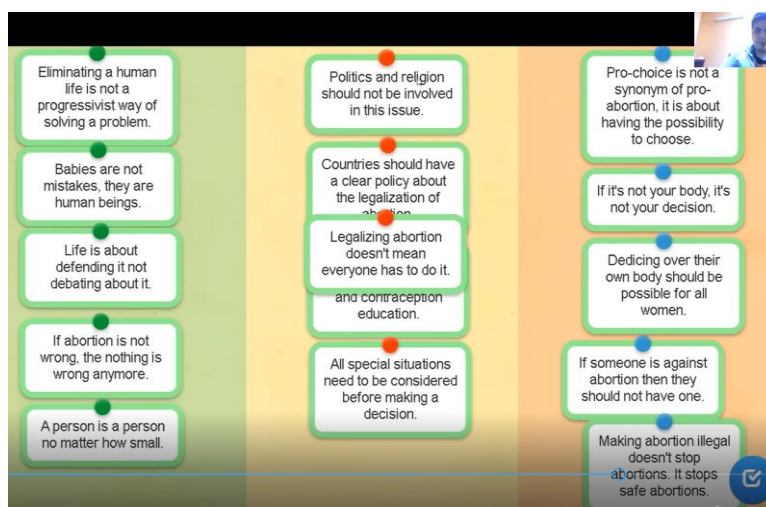 Eliminating a human
life is not a
progressivist way of
solving a problem.
Babies are not
mistakes, they are
human beings.
Life is about
defending it not
debating about it.
If abortion is not
wrong, the nothing is
wrong anymore.
A person is a person
no matter how small.
Politics and religion
should not be involved
in this issue.
Countries should have
a clear policy about
the legalization of
Legalizing abortion
doesn't mean
everyone has to do it.
and contraception
education.
All special situations
need to be considered
before making a
decision.
Pro-choice is not a
synonym of pro-
abortion, it is about
having the possibility
to choose.
If it's not your body, it's
not your decision.
Dedicing over their
own body should be
possible for all
women.
If someone is against
abortion then they
should not have one.
Making abortion illegal
doesn't stop
abortions. It stops
safe abortions.